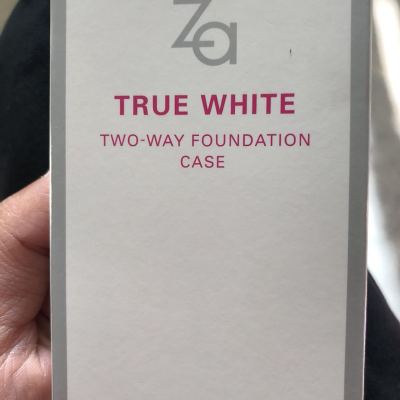 Za
TRUE WHITE
TWO-WAY FOUNDATION
CASE